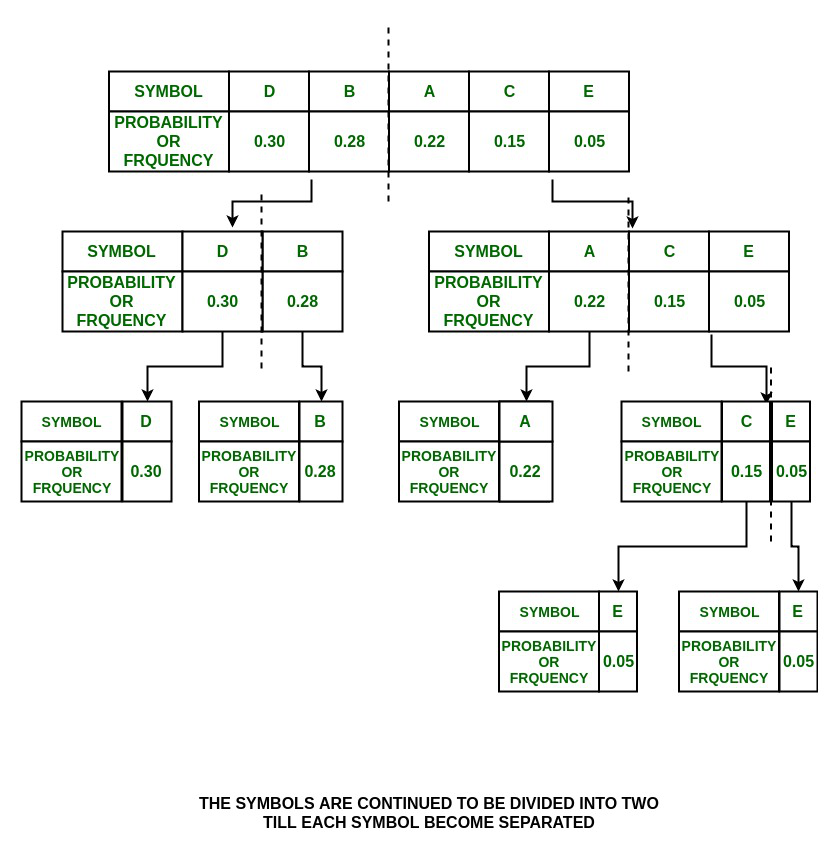 SYMBOL D B A C E
PROBABILITY
OR
FRQUENCY
0.30 0.28 0.22 0.15 0.05
SYMBOL D B
PROBABILITY
OR
FRQUENCY
0.30 0.28
SYMBOL A C E
PROBABILITY
OR
FRQUENCY
0.22 0.15 0.05
SYMBOL D
PROBABILITY
OR
FRQUENCY
0.30
SYMBOL B
PROBABILITY
OR
FRQUENCY
0.28
SYMBOL A
PROBABILITY
OR
FRQUENCY
0.22
SYMBOL C E
PROBABILITY
OR
FRQUENCY
0.15 0.05
SYMBOL E
PROBABILITY
OR
FRQUENCY
0.05
SYMBOL E
PROBABILITY
OR
FRQUENCY
0.05
THE SYMBOLS ARE CONTINUED TO BE DIVIDED INTO TWO
TILL EACH SYMBOL BECOME SEPARATED